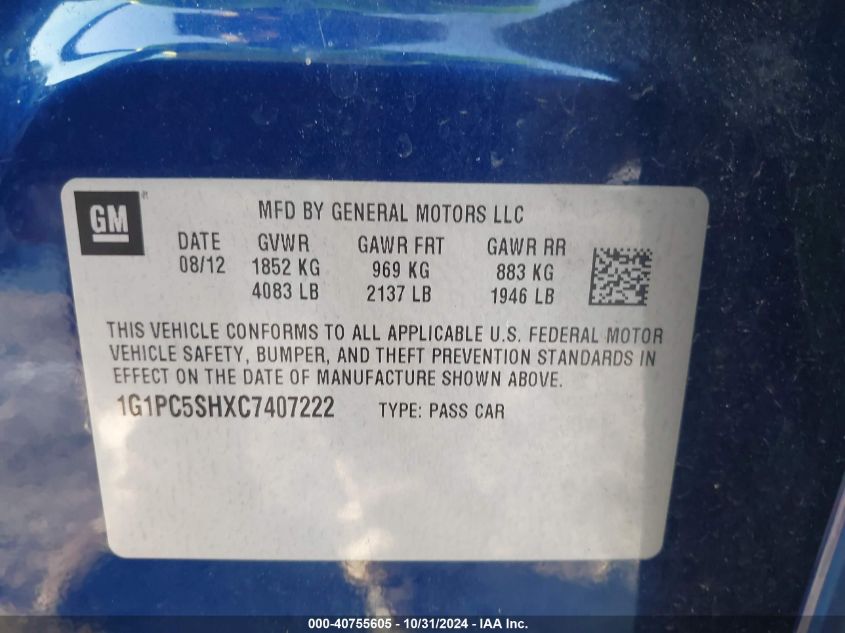 GM
MFD BY GENERAL MOTORS LLC
DATE GVWR GAWR FRT GAWR RR
08/12 1852 KG 969 KG 883 KG
4083 LB 2137 LB 1946 LB
THIS VEHICLE CONFORMS TO ALL APPLICABLE U.S. FEDERAL MOTOR
VEHICLE SAFETY, BUMPER, AND THEFT PREVENTION STANDARDS IN
EFFECT ON THE DATE OF MANUFACTURE SHOWN ABOVE.
1G1PC5SHXC7407222 TYPE: PASS CAR
000-40755605 - 10/31/2024 - IAA Inc.